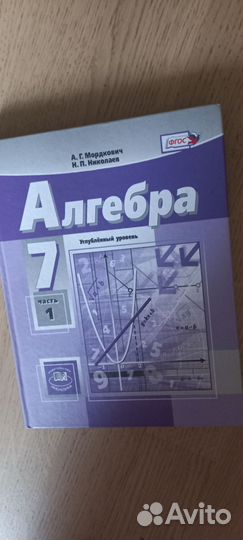 ФГОС
А. Г. Мордкович
Н. П. Николаев
Алгебра
7
Углублённый уровень
часть
1
Avito